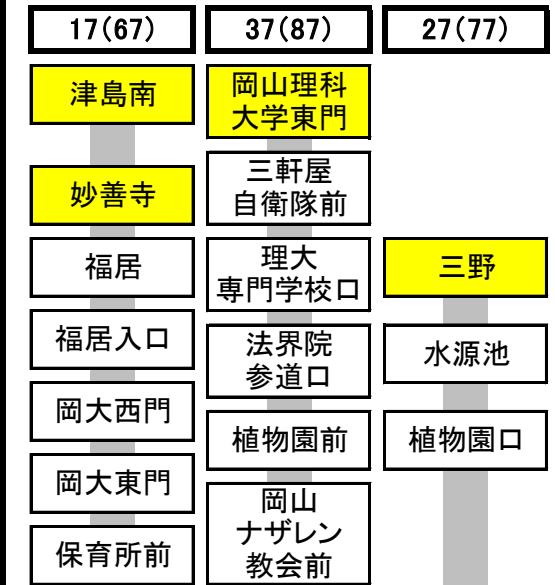 17(67)
37(87)
27(77)
津島南
妙善寺
福居
福居入口
岡大西門
岡大東門
保育所前
岡山理科
大学東門
三軒屋
自衛隊前
理大
専門学校口
法界院
参道口
植物園前
岡山
ナザレン
教会前
三野
水源池
植物園口